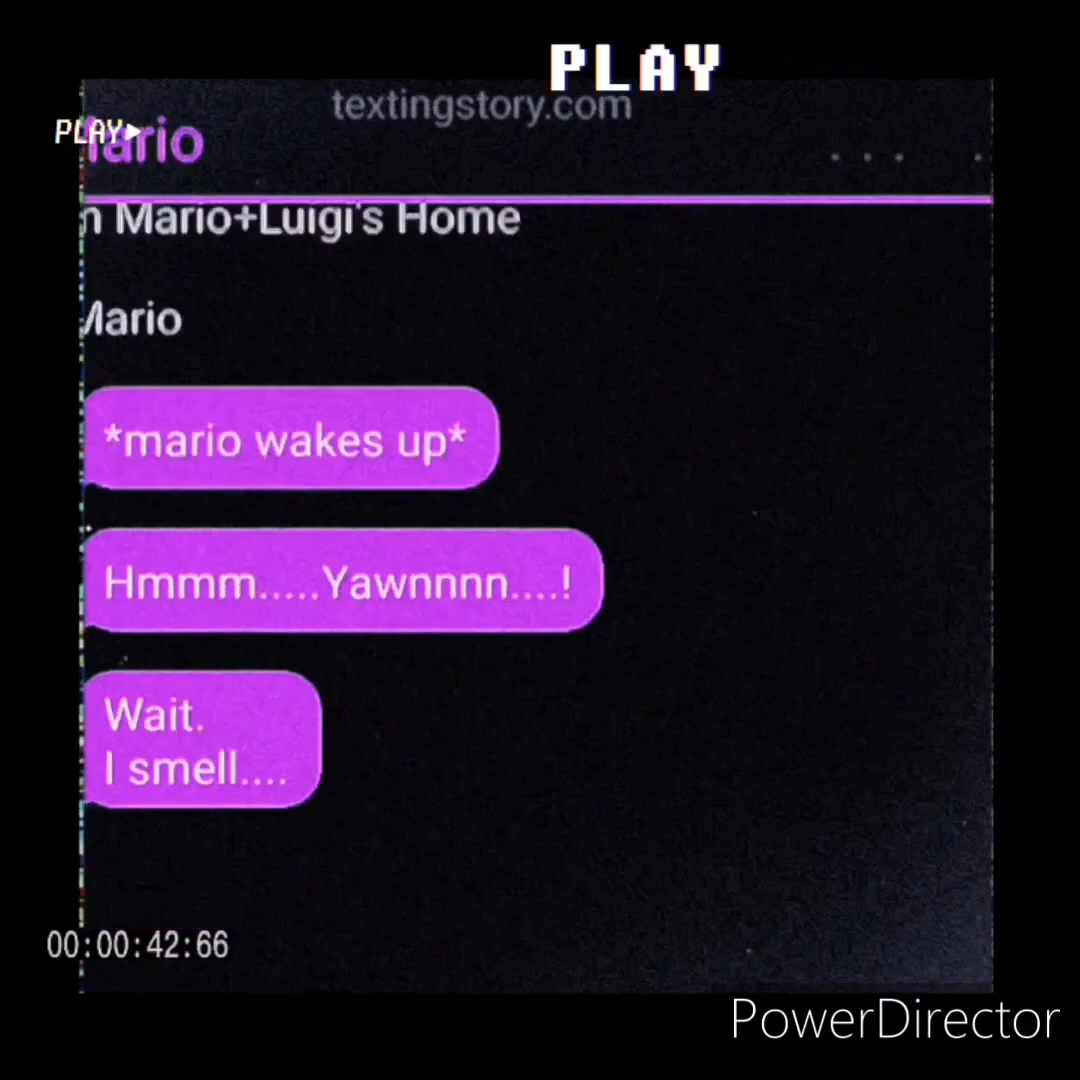 PLAY
textingstory.com
PLAY▶
Mario
n Mario+Luigi's Home
Mario
*mario wakes up*
Hmmm.....Yawnnnn....!
Wait.
I smell....
00:00:42:66
PowerDirector